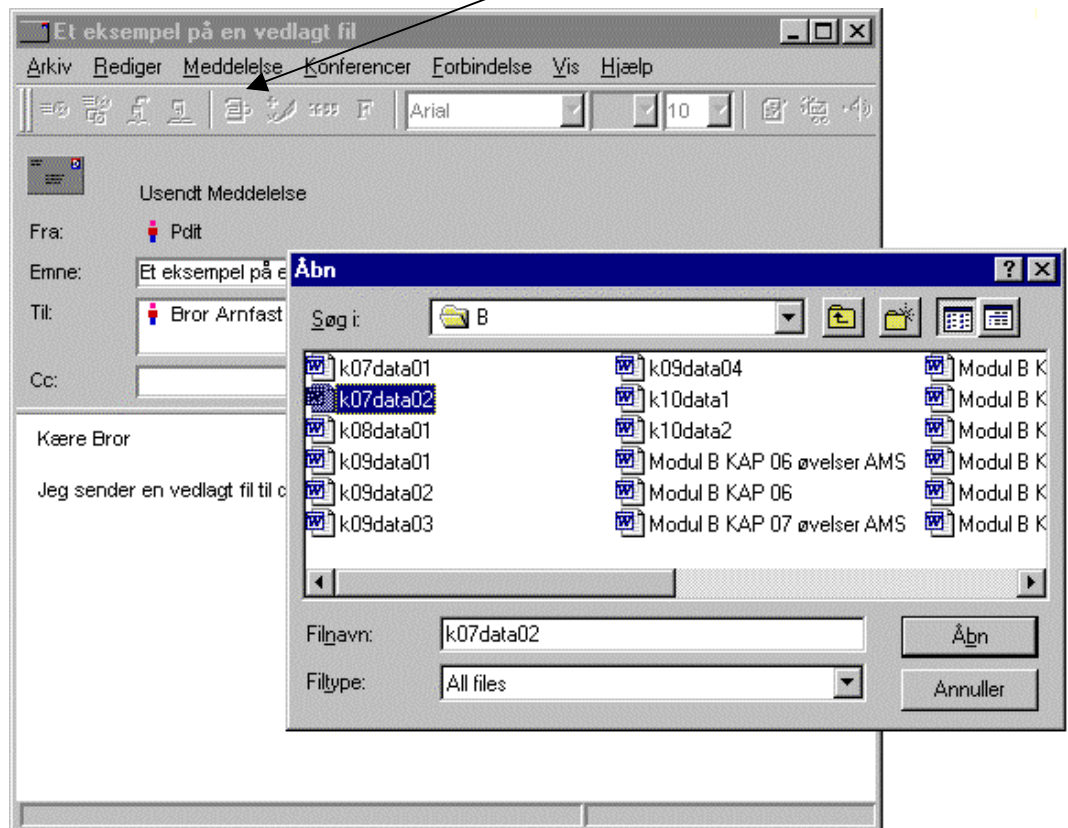 Et eksempel på en vedlagt fil
Arkiv Rediger Meddelelse Konferencer Forbindelse Vis Hjælp
F Arial 10
Usendt Meddelelse
Fra: Pdit
Emne: Et eksempel på e
Til: Bror Arnfast
Cc:
Kære Bror
Jeg sender en vedlagt fil til c
Åbn
Søg i: B
k07data01 k09data04 Modul B K
k07data02 k10data1 Modul B K
k08data01 k10data2 Modul B K
k09data01 Modul B KAP 06 øvelser AMS Modul B K
k09data02 Modul B KAP 06 Modul B K
k09data03 Modul B KAP 07 øvelser AMS Modul B K
Filnavn: k07data02 Åbn
Filtype: All files Annuller